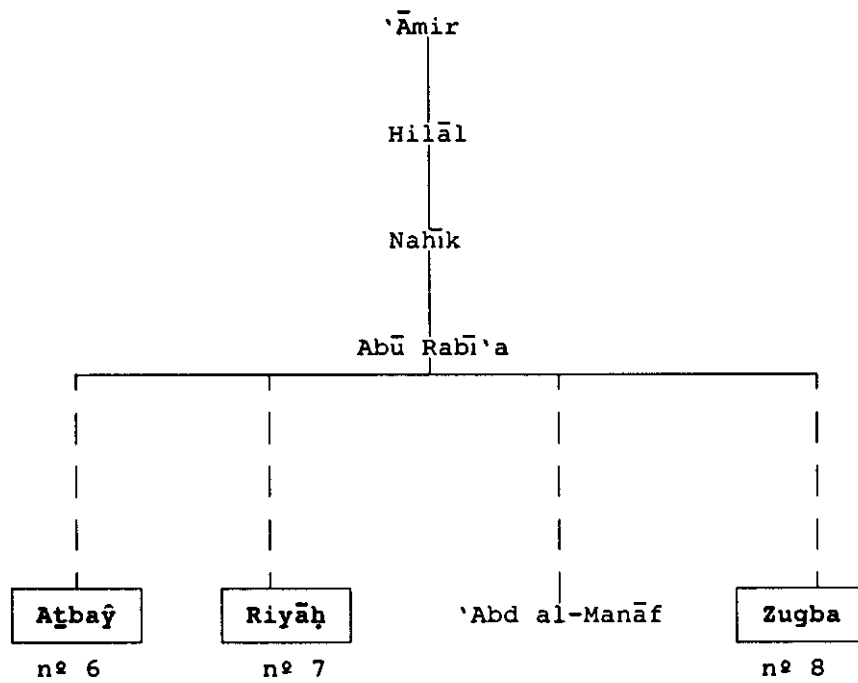 ‘Āmir
Hilāl
Nahīk
Abū Rabī‘a
Aṯbaŷ Riyāḥ ‘Abd al-Manāf Zugba
nº 6 nº 7 nº 8